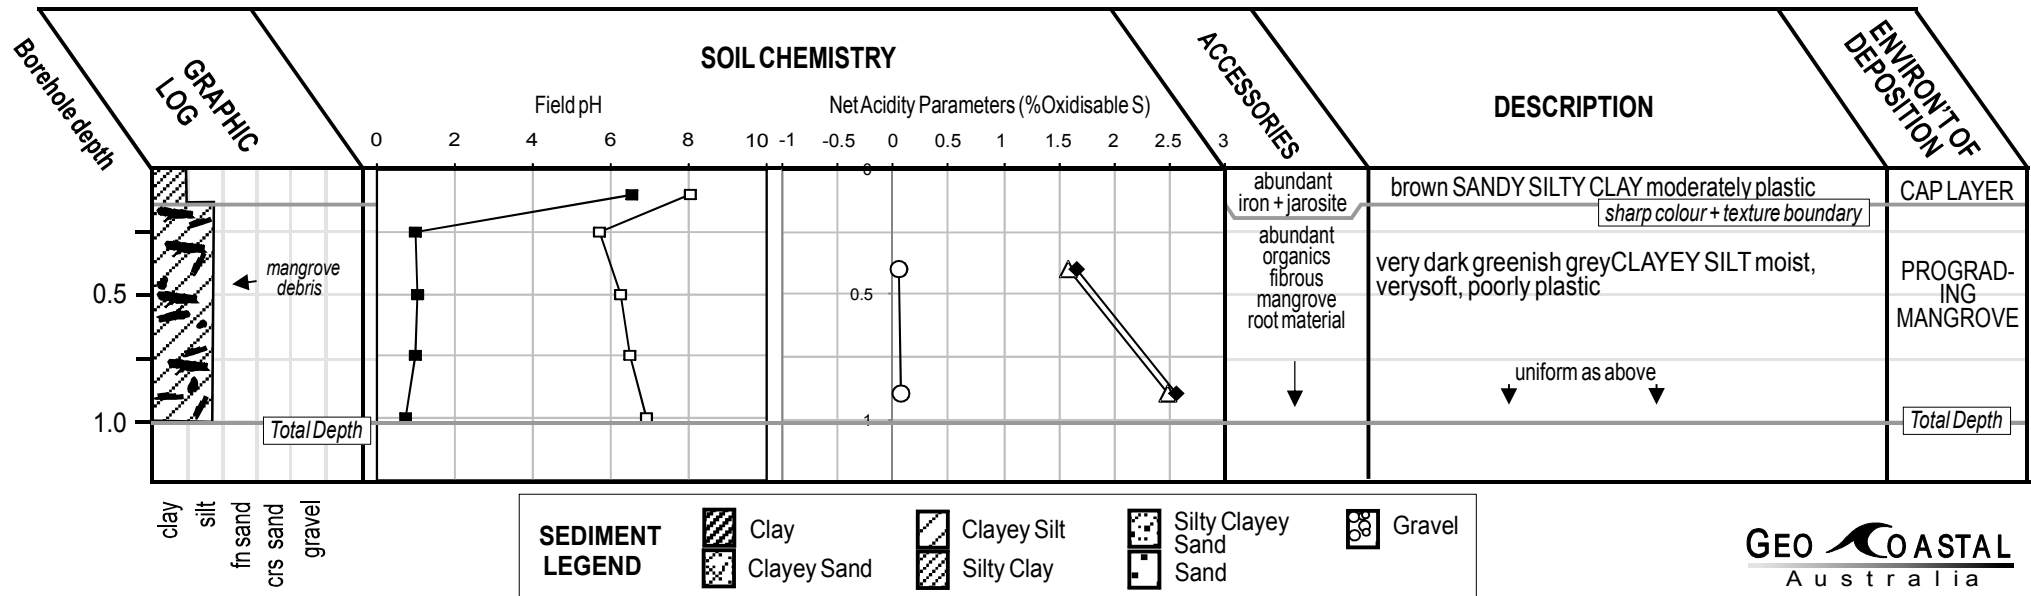 Borehole depth
GRAPHIC
LOG
SOIL CHEMISTRY
Field pH
0 2 4 6 8 10
Net Acidity Parameters (%Oxidisable S)
-1 -0.5 0 0.5 1 1.5 2 2.5 3
ACCESSORIES
DESCRIPTION
ENVIRON'T OF
DEPOSITION
0
0.5
1
0.5
1.0
mangrove
debris
Total Depth
abundant
iron + jarosite
abundant
organics
fibrous
mangrove
root material
brown SANDY SILTY CLAY moderately plastic
sharp colour + texture boundary
very dark greenish greyCLAYEY SILT moist,
verysoft, poorly plastic
uniform as above
CAP LAYER
PROGRAD-
ING
MANGROVE
Total Depth
clay
silt
fn sand
crs sand
gravel
SEDIMENT
LEGEND
Clay
Clayey Sand
Clayey Silt
Silty Clay
Silty Clayey
Sand
Sand
Gravel
GEO COASTAL
Australia